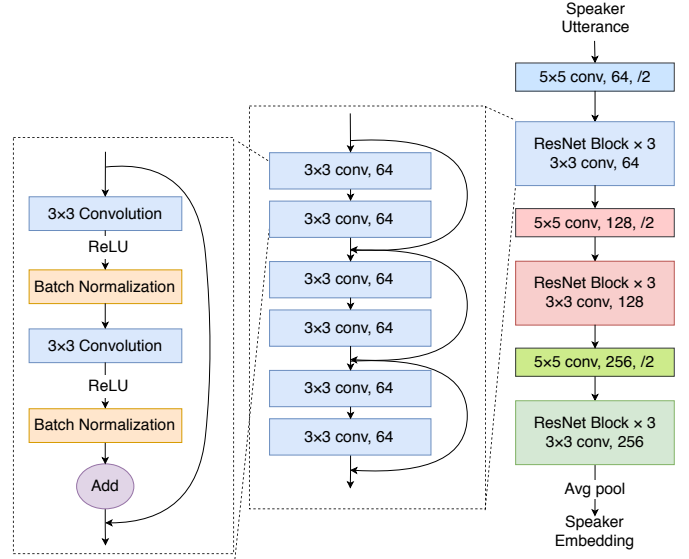 Speaker
Utterance
5×5 conv, 64, /2
ResNet Block × 3
3×3 conv, 64
5×5 conv, 128, /2
ResNet Block × 3
3×3 conv, 128
5×5 conv, 256, /2
ResNet Block × 3
3×3 conv, 256
Avg pool
Speaker
Embedding
3×3 conv, 64
3×3 conv, 64
3×3 conv, 64
3×3 conv, 64
3×3 conv, 64
3×3 conv, 64
3×3 Convolution
ReLU
Batch Normalization
3×3 Convolution
ReLU
Batch Normalization
Add